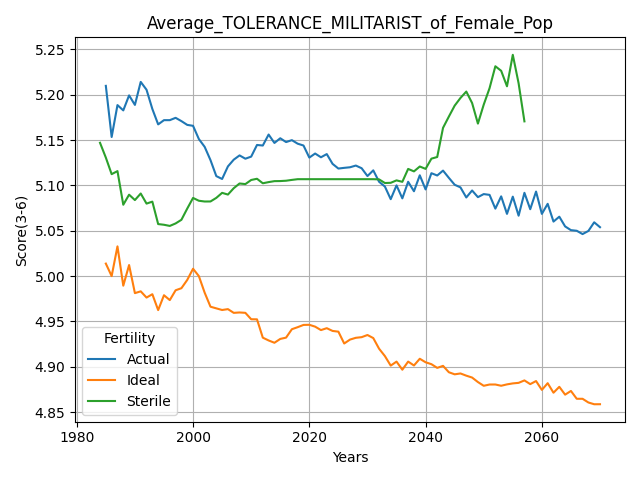 Average_TOLERANCE_MILITARIST_of_Female_Pop
Score(3-6)
5.25
5.20
5.15
5.10
5.05
5.00
4.95
4.90
4.85
Fertility
Actual
Ideal
Sterile
1980
2000
2020
2040
2060
Years